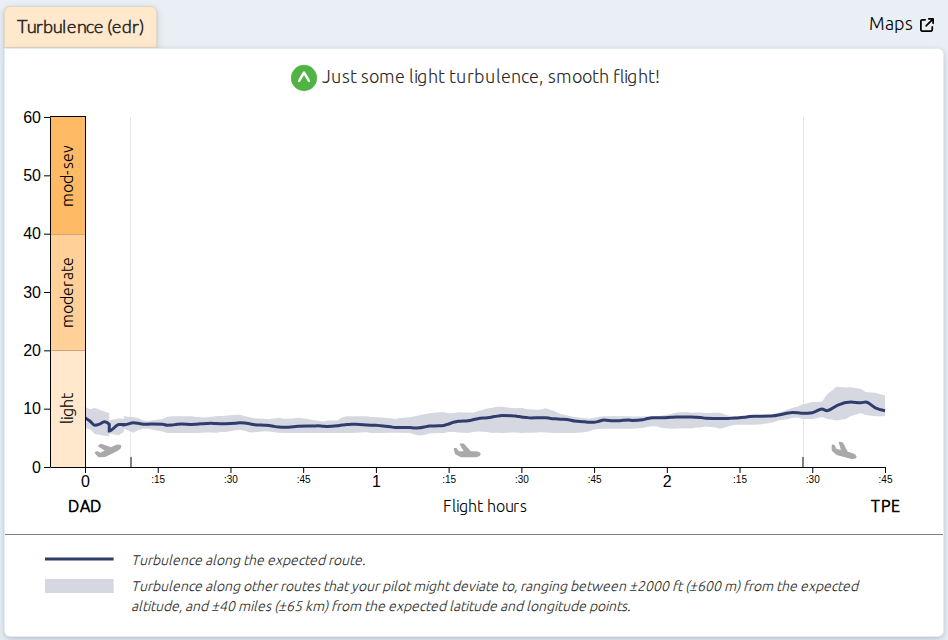 Turbulence (edr)
Maps
Just some light turbulence, smooth flight!
60
50
40
30
20
10
0
mod-sev
moderate
light
0 :15 :30 :45 1 :15 :30 :45 2 :15 :30 :45
DAD Flight hours TPE
Turbulence along the expected route.
Turbulence along other routes that your pilot might deviate to, ranging between ±2000 ft (±600 m) from the expected
altitude, and ±40 miles (±65 km) from the expected latitude and longitude points.